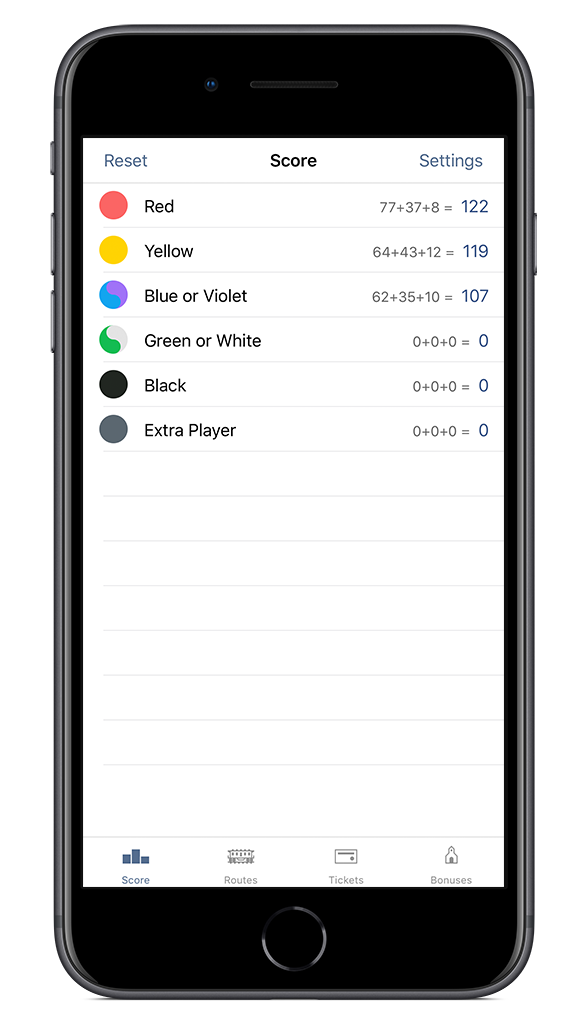 Reset Score Settings
Red 77+37+8 = 122
Yellow 64+43+12 = 119
Blue or Violet 62+35+10 = 107
Green or White 0+0+0 = 0
Black 0+0+0 = 0
Extra Player 0+0+0 = 0
Score Routes Tickets Bonuses